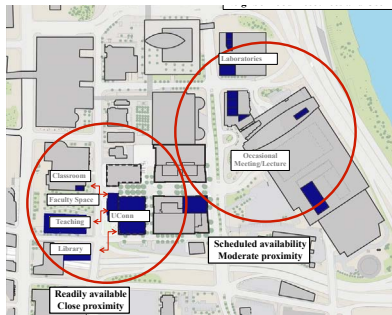 Laboratories
Occasional
Meeting/Lecture
Classroom
Faculty Space
Teaching
UConn
Library
Scheduled availability
Moderate proximity
Readily available
Close proximity